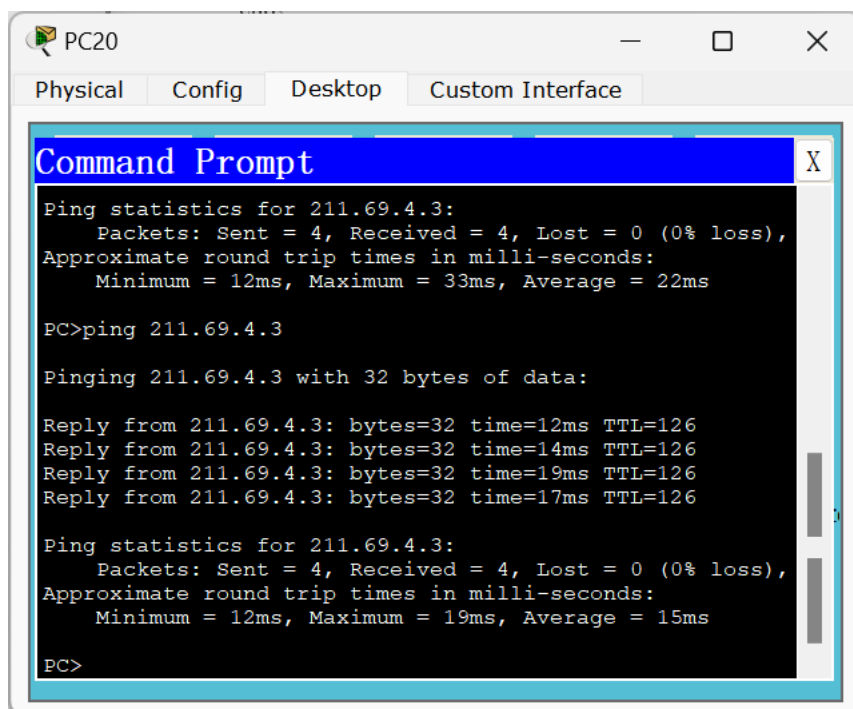 PC20
Physical Config Desktop Custom Interface
Command Prompt X
Ping statistics for 211.69.4.3:
Packets: Sent = 4, Received = 4, Lost = 0 (0% loss),
Approximate round trip times in milli-seconds:
Minimum = 12ms, Maximum = 33ms, Average = 22ms
PC>ping 211.69.4.3
Pinging 211.69.4.3 with 32 bytes of data:
Reply from 211.69.4.3: bytes=32 time=12ms TTL=126
Reply from 211.69.4.3: bytes=32 time=14ms TTL=126
Reply from 211.69.4.3: bytes=32 time=19ms TTL=126
Reply from 211.69.4.3: bytes=32 time=17ms TTL=126
Ping statistics for 211.69.4.3:
Packets: Sent = 4, Received = 4, Lost = 0 (0% loss),
Approximate round trip times in milli-seconds:
Minimum = 12ms, Maximum = 19ms, Average = 15ms
PC>